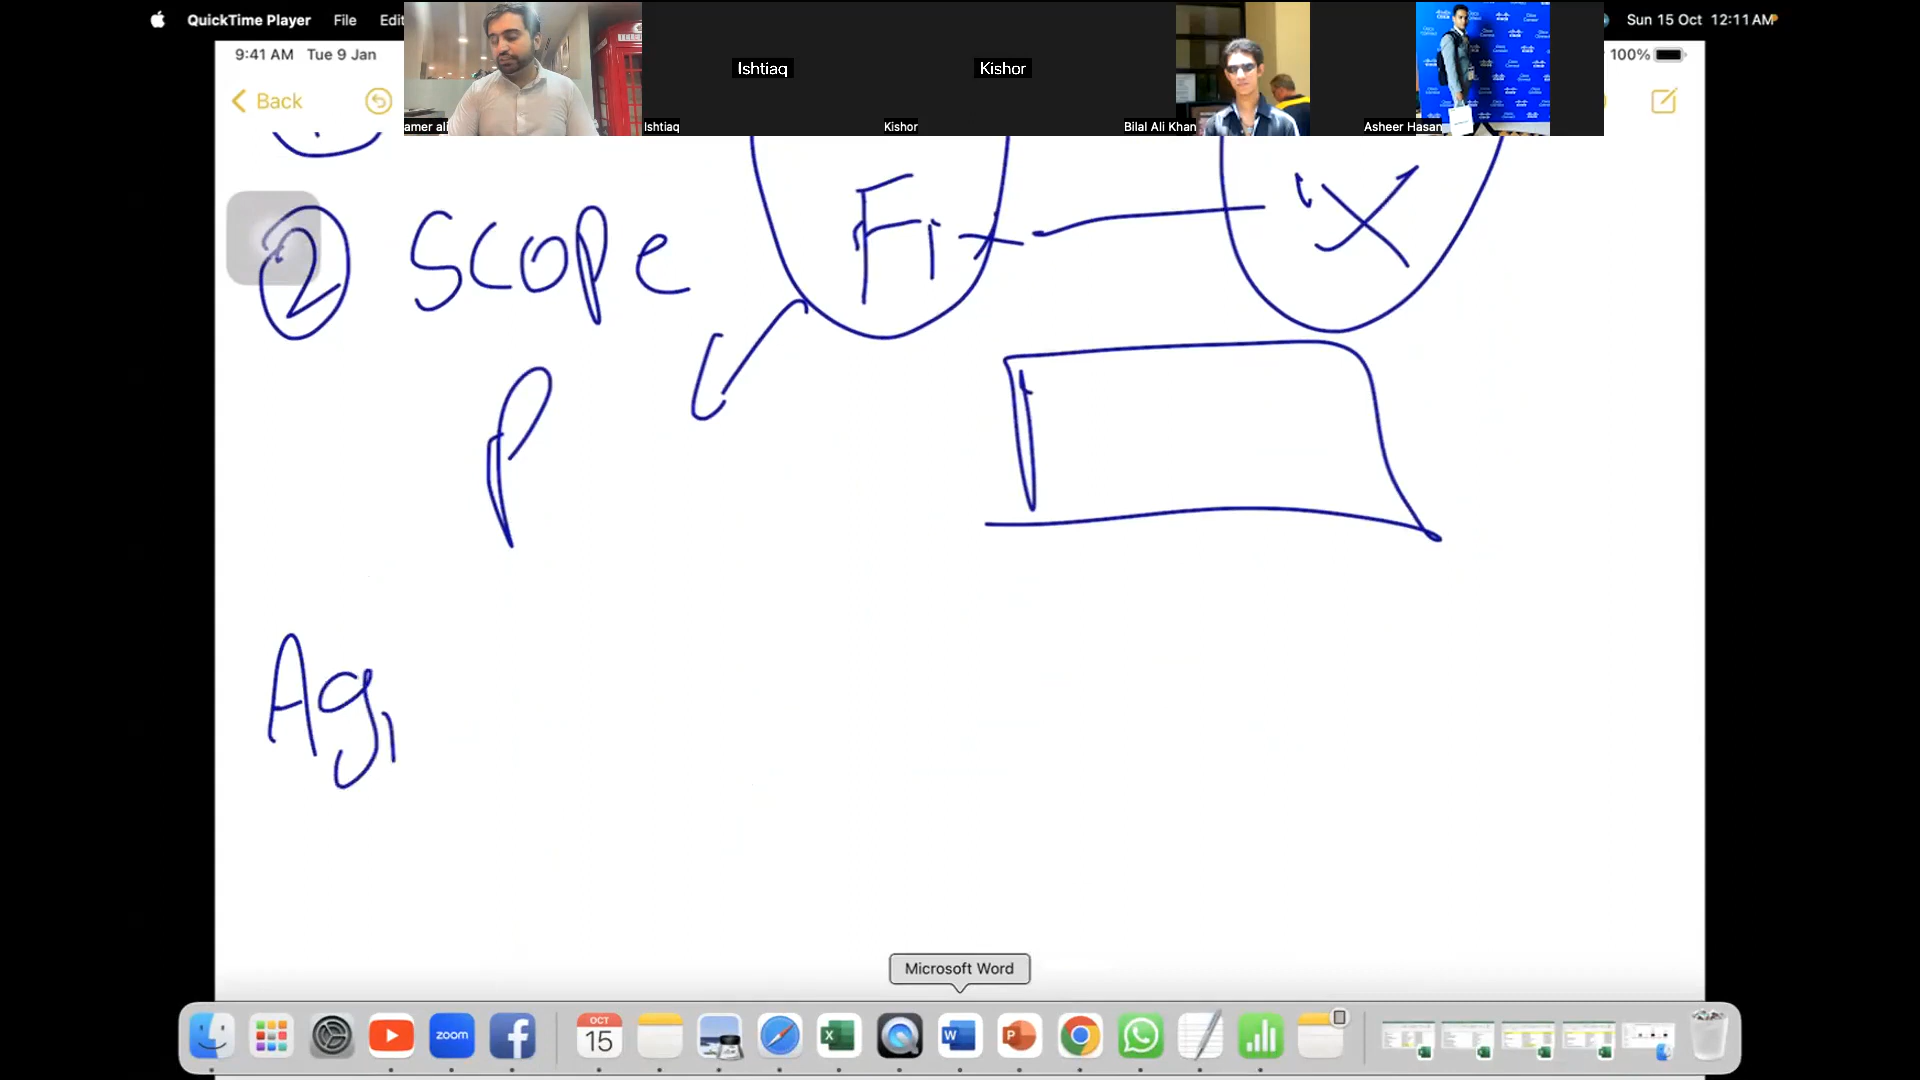 QuickTime Player File Edit
Sun 15 Oct 12:11 AM
9:41 AM Tue 9 Jan
100%
Back
Ishtiaq
Kishor
amer ali
Ishtiaq
Kishor
Bilal Ali Khan
Asheer Hasan
Fix
X
2 Scope
P
Agi
Microsoft Word
zoom
OCT
15